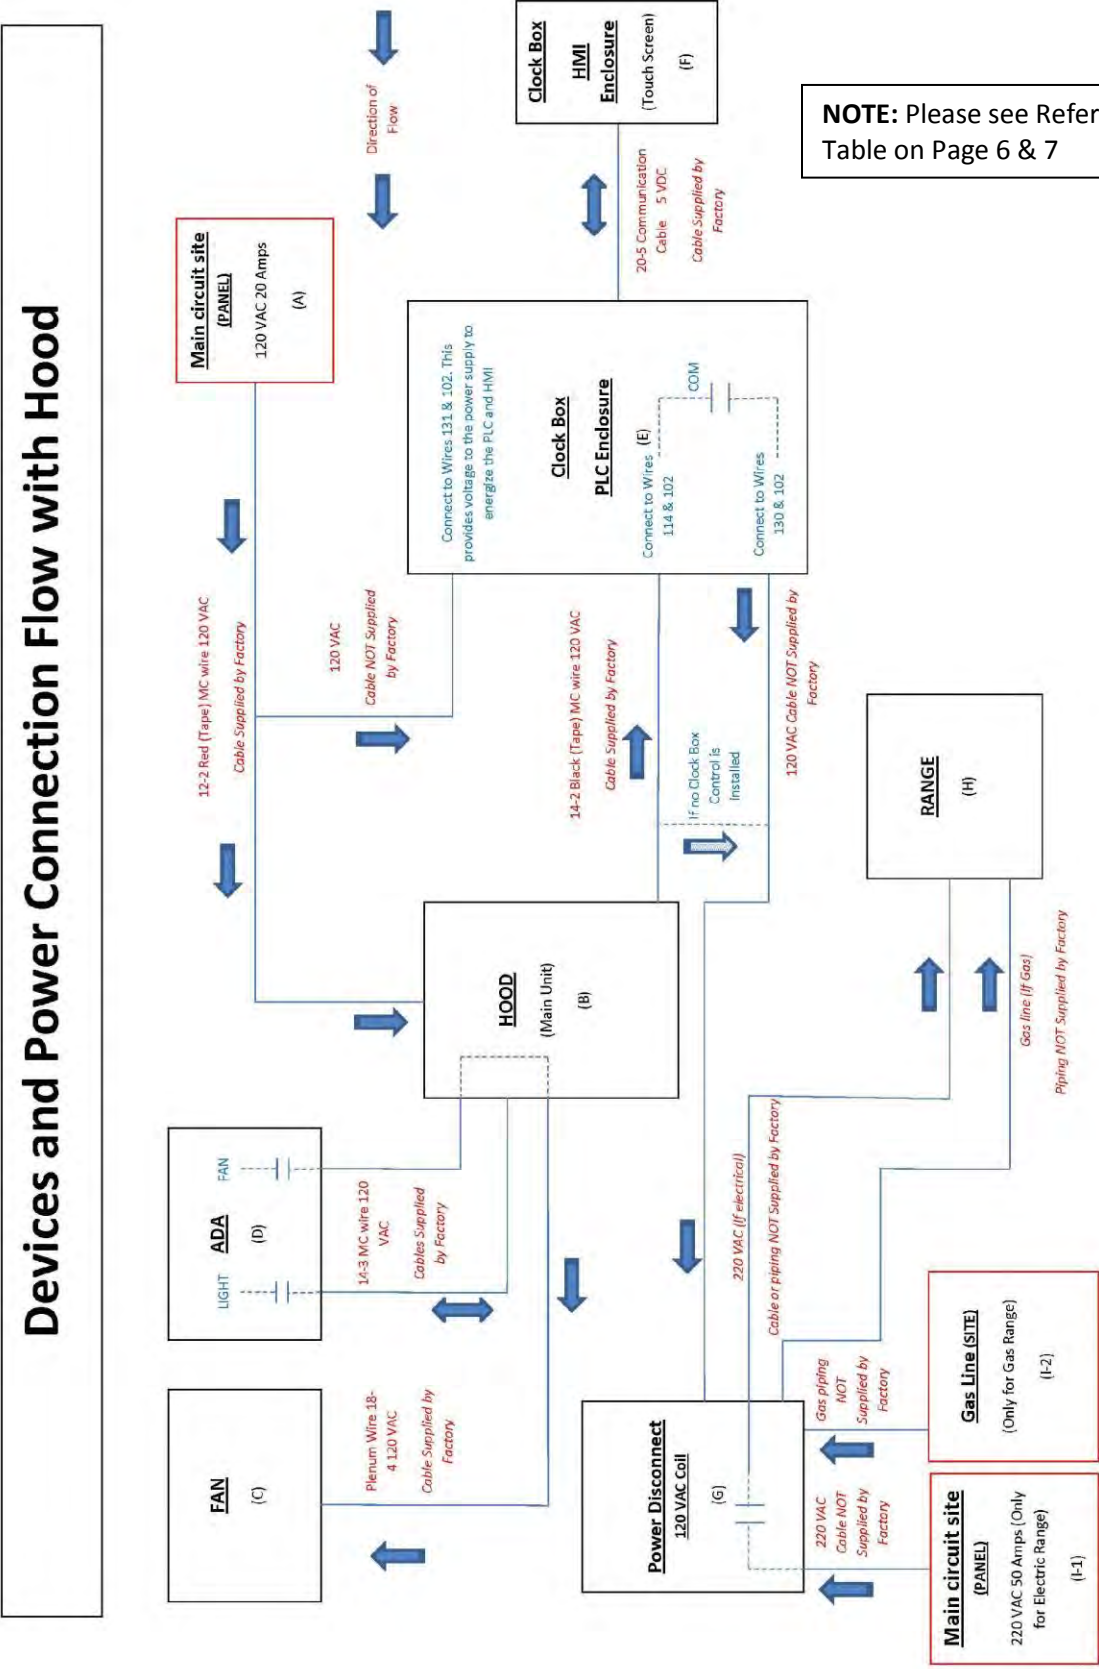 Devices and Power Connection Flow with Hood
NOTE: Please see Refer
Table on Page 6 & 7
Direction of
Flow
Main circuit site
(PANEL)
120 VAC 20 Amps
(A)
12-2 Red (Tape) MC wire 120 VAC
Cable Supplied by Factory
120 VAC
Cable NOT Supplied
by Factory
Clock Box
HMI
Enclosure
(Touch Screen)
(F)
20-5 Communication
Cable 5 VDC
Cable Supplied by
Factory
Connect to Wires 131 & 102. This
provides voltage to the power supply to
energize the PLC and HMI
Clock Box
PLC Enclosure
(E)
Connect to Wires
114 & 102
COM
Connect to Wires
130 & 102
14-2 Black (Tape) MC wire 120 VAC
Cable Supplied by Factory
If no Clock Box
Control is
Installed
120 VAC Cable NOT Supplied by
Factory
HOOD
(Main Unit)
(B)
RANGE
(H)
ADA
(D)
LIGHT
FAN
14-3 MC wire 120
VAC
Cables Supplied
by Factory
FAN
(C)
Plenum Wire 18-
4 120 VAC
Cable Supplied by
Factory
Power Disconnect
120 VAC Coil
(G)
220 VAC (If electrical)
Cable or piping NOT Supplied by Factory
Gas line (If Gas)
Piping NOT Supplied by Factory
220 VAC
Cable NOT
Supplied by
Factory
Gas piping
NOT
Supplied by
Factory
Main circuit site
(PANEL)
220 VAC 50 Amps (Only
for Electric Range)
(I-1)
Gas Line (SITE)
(Only for Gas Range)
(I-2)